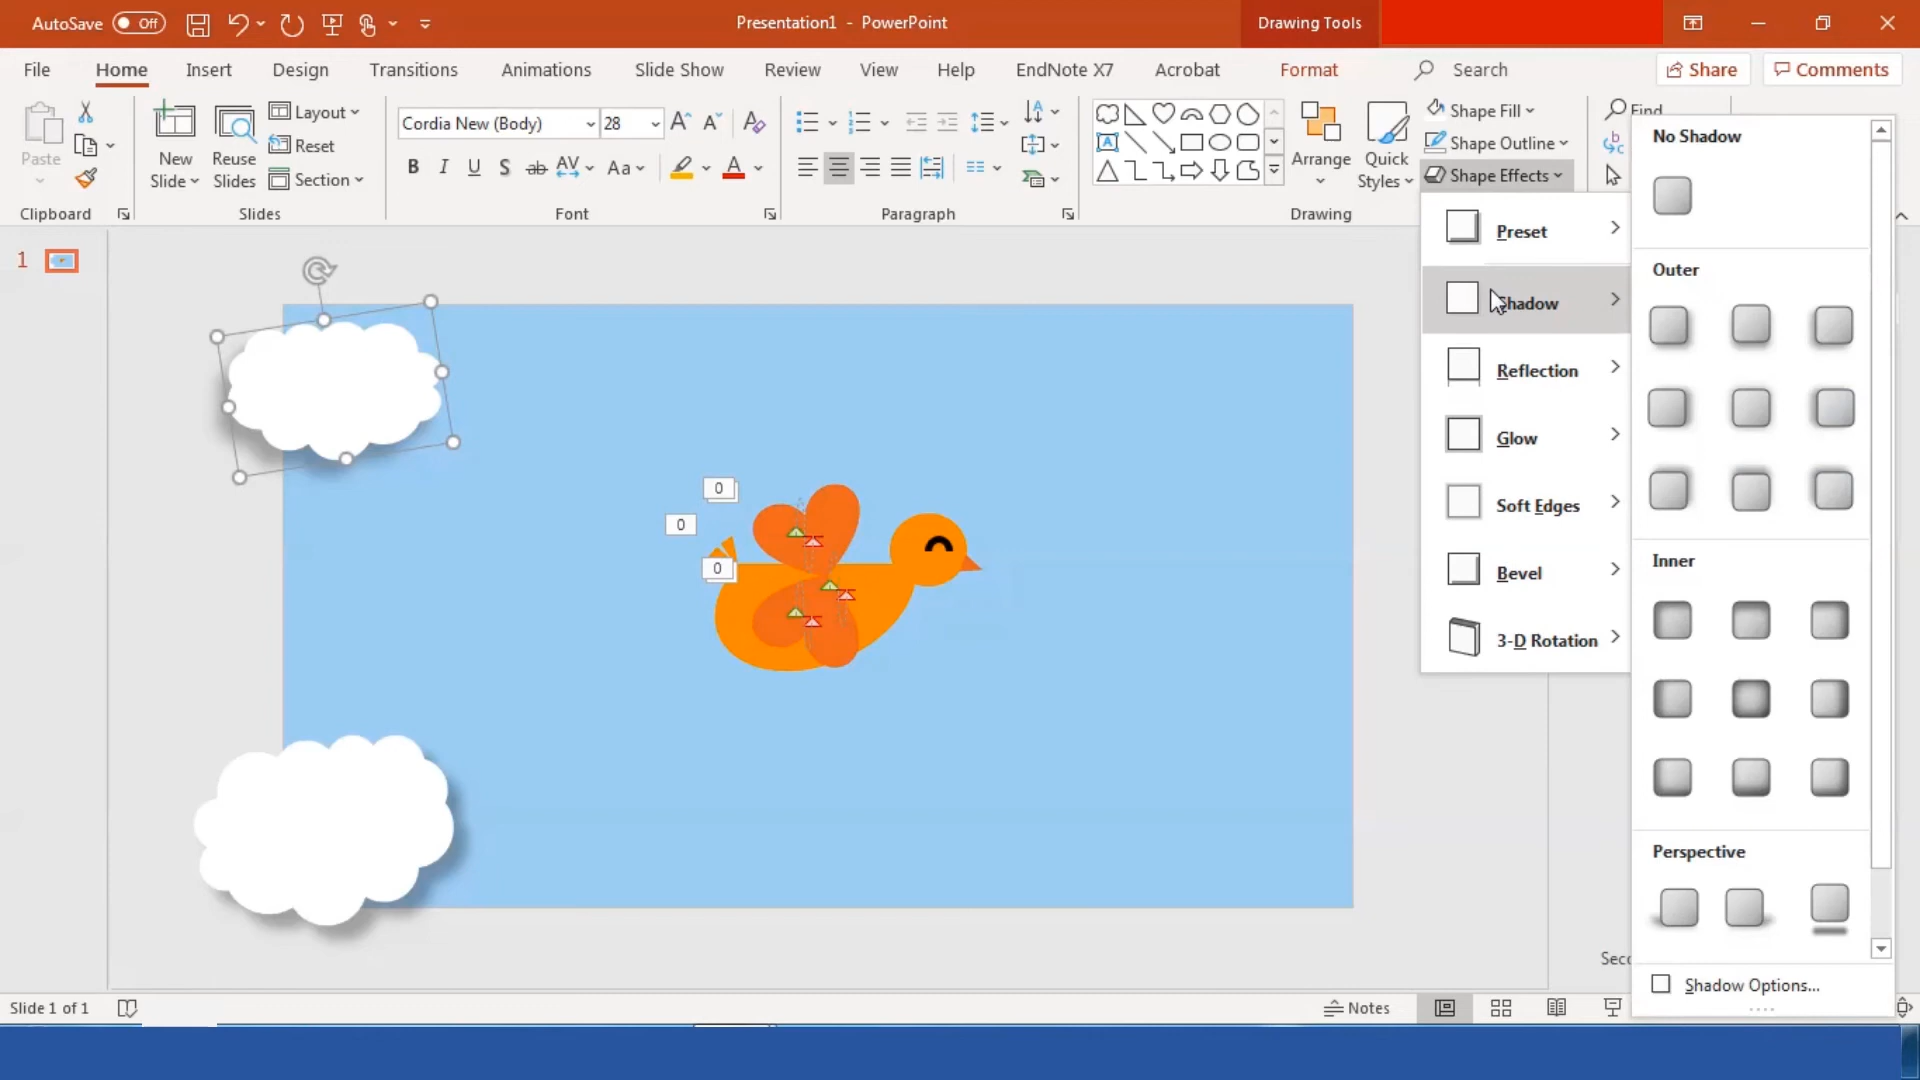 AutoSave Off
Presentation1 - PowerPoint
Drawing Tools
File Home Insert Design Transitions Animations Slide Show Review View Help EndNote X7 Acrobat Format Search Share Comments
Paste
New Slide
Reuse Slides
Layout
Reset
Section
Cordia New (Body) 28
B I U S ab AV Aa A
Arrange
Quick Styles
Shape Fill
Shape Outline
Shape Effects
Find
Clipboard Slides Font Paragraph Drawing
1
0
0
0
Preset
Shadow
Reflection
Glow
Soft Edges
Bevel
3-D Rotation
No Shadow
Outer
Inner
Perspective
Shadow Options...
Slide 1 of 1
Notes